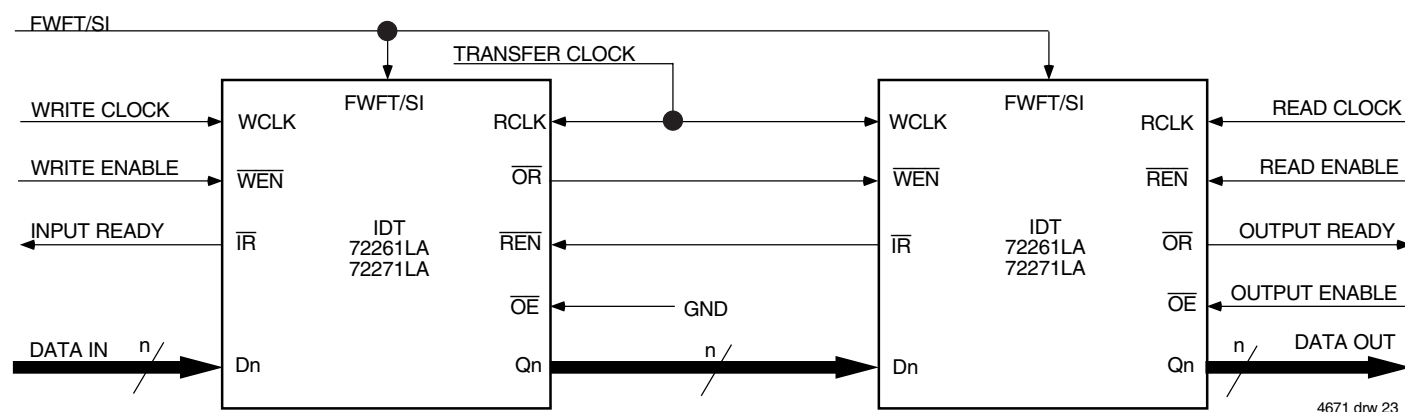 FWFT/SI
TRANSFER CLOCK
FWFT/SI
FWFT/SI
WRITE CLOCK
WCLK
RCLK
WCLK
RCLK
READ CLOCK
WRITE ENABLE
WEN
OR
WEN
REN
READ ENABLE
INPUT READY
IR
IDT
72261LA
72271LA
REN
IR
IDT
72261LA
72271LA
OR
OUTPUT READY
OE
GND
OE
OUTPUT ENABLE
DATA IN
n
Dn
Qn
n
Dn
Qn
n
DATA OUT
4671 drw 23